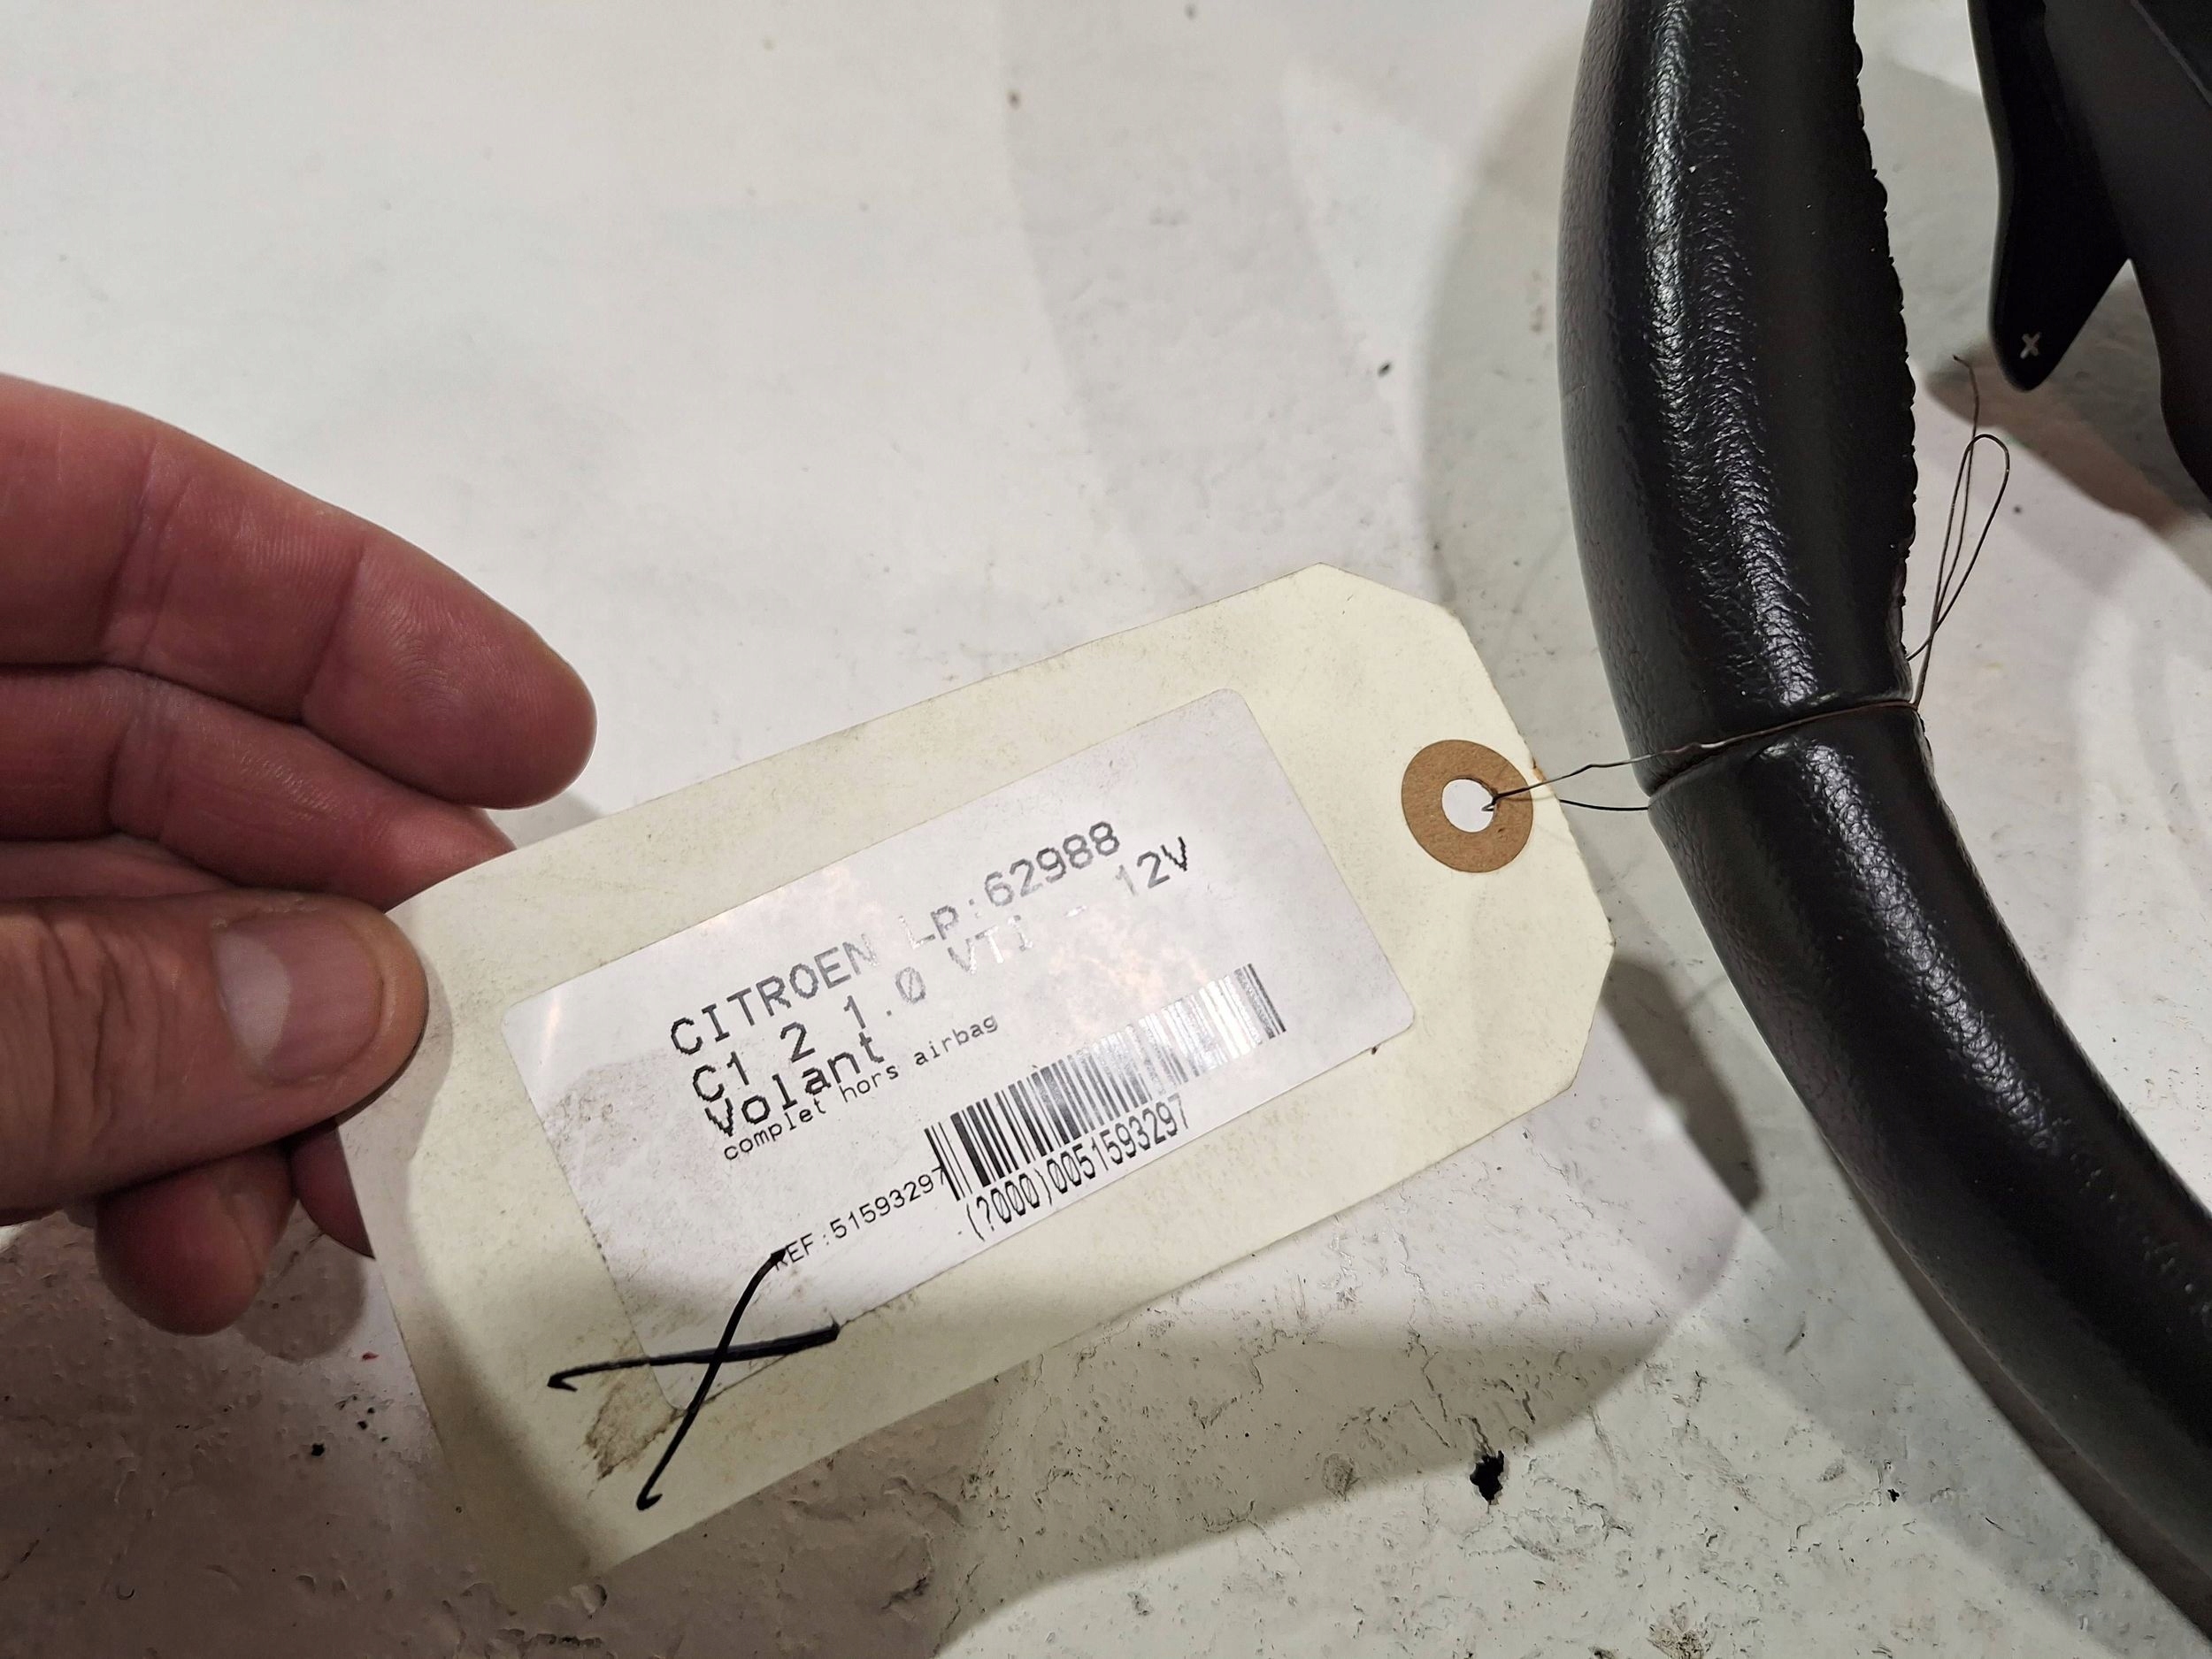 CITROEN LP:62988
C1 2 1.0 VTI - 12V
Volant
complet hors airbag
REF:51593297
(?000)0051593297